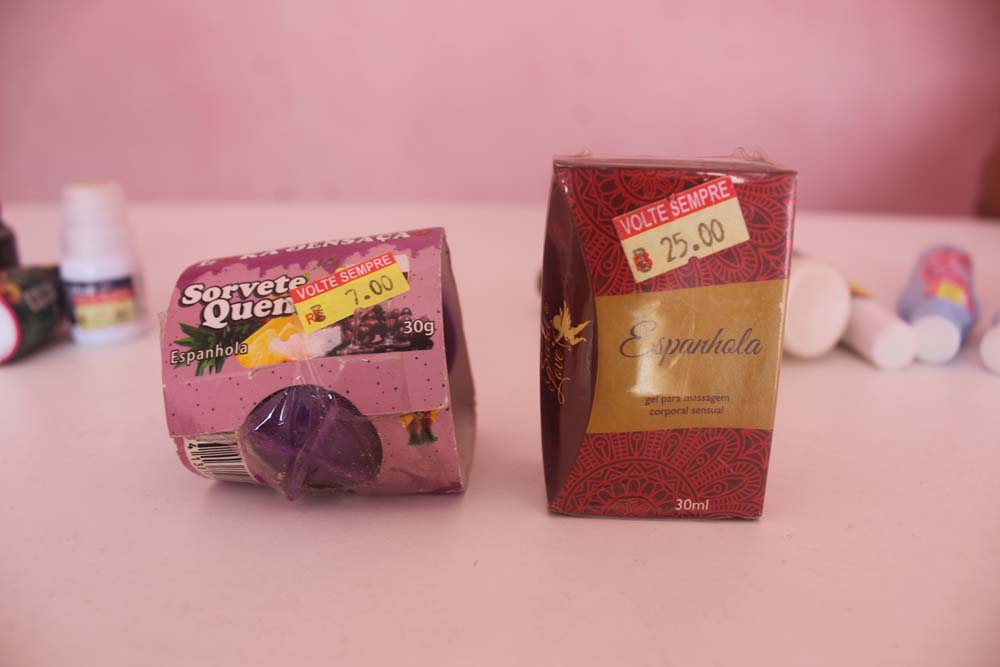 Sorvete
Quen
VOLTE SEMPRE
R$ 7.00
Espanhola
30g
VOLTE SEMPRE
R$ 25.00
Love
Espanhola
gel para massagem
corporal sensual
30ml